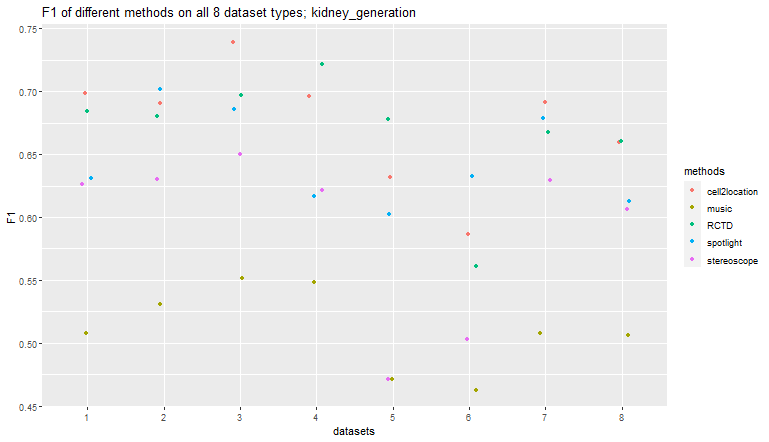 F1 of different methods on all 8 dataset types; kidney_generation
0.75
0.70
0.65
0.60
0.55
0.50
0.45
F1
1 2 3 4 5 6 7 8
datasets
methods
cell2location
music
RCTD
spotlight
stereoscope